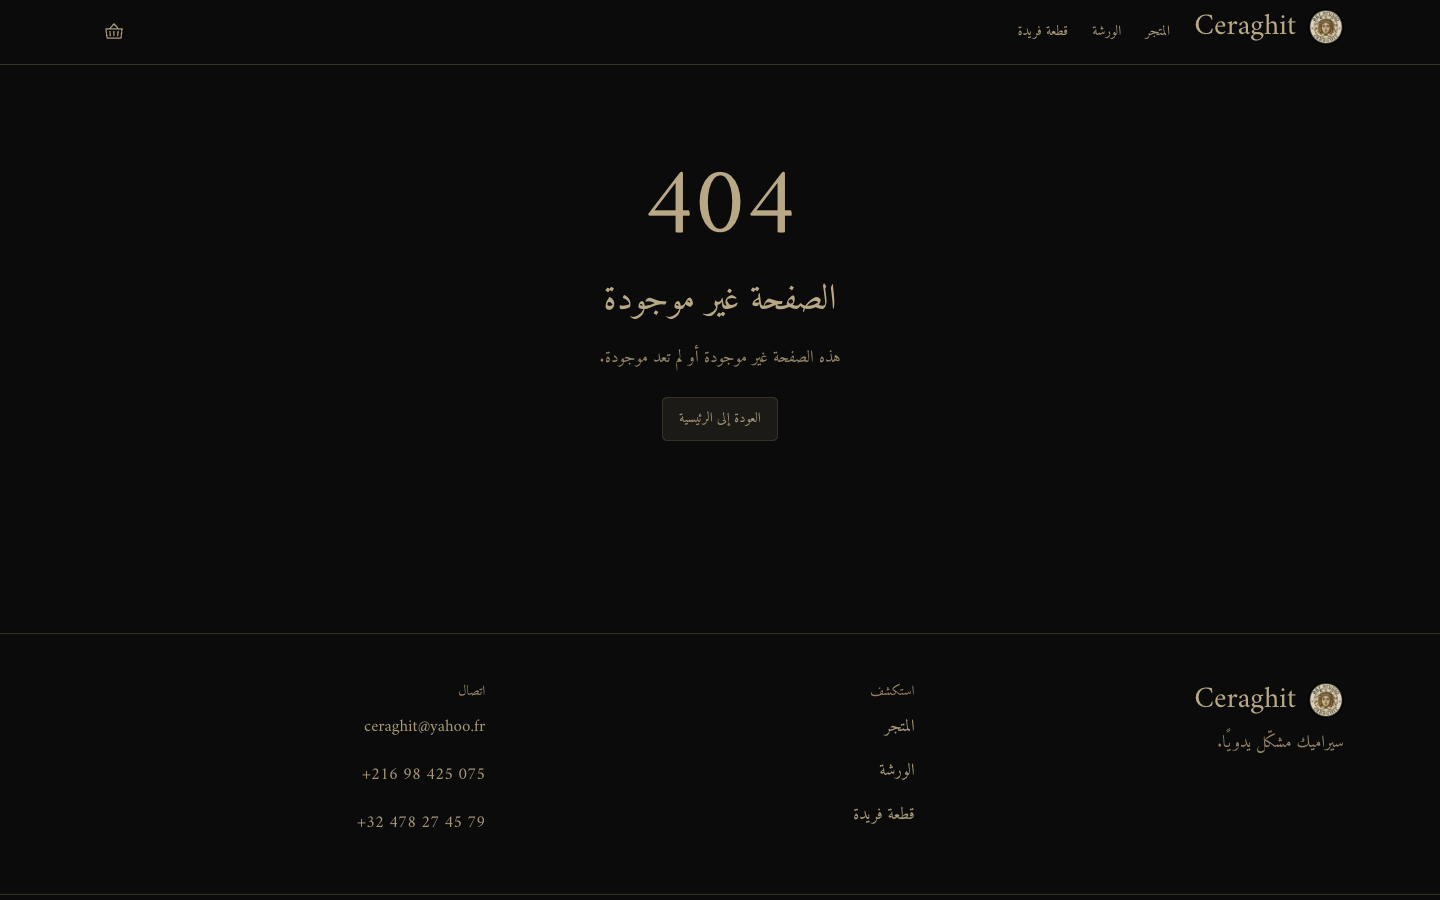 Ceraghit
المتجر
الورشة
قطعة فريدة
404
الصفحة غير موجودة
هذه الصفحة غير موجودة أو لم تعد موجودة.
العودة إلى الرئيسية
Ceraghit
سيراميك مشكّل يدويًا.
استكشف
المتجر
الورشة
قطعة فريدة
اتصال
ceraghit@yahoo.fr
+216 98 425 075
+32 478 27 45 79